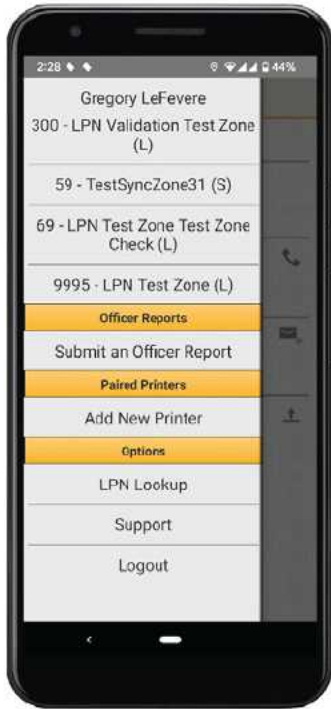 2:28 44%
Gregory LeFevere
300 - LPN Validation Test Zone
(L)
59 - TestSyncZone31 (S)
69 - LPN Test Zone Test Zone
Check (L)
9995 - LPN Test Zone (L)
Officer Reports
Submit an Officer Report
Paired Printers
Add New Printer
Options
LPN Lookup
Support
Logout